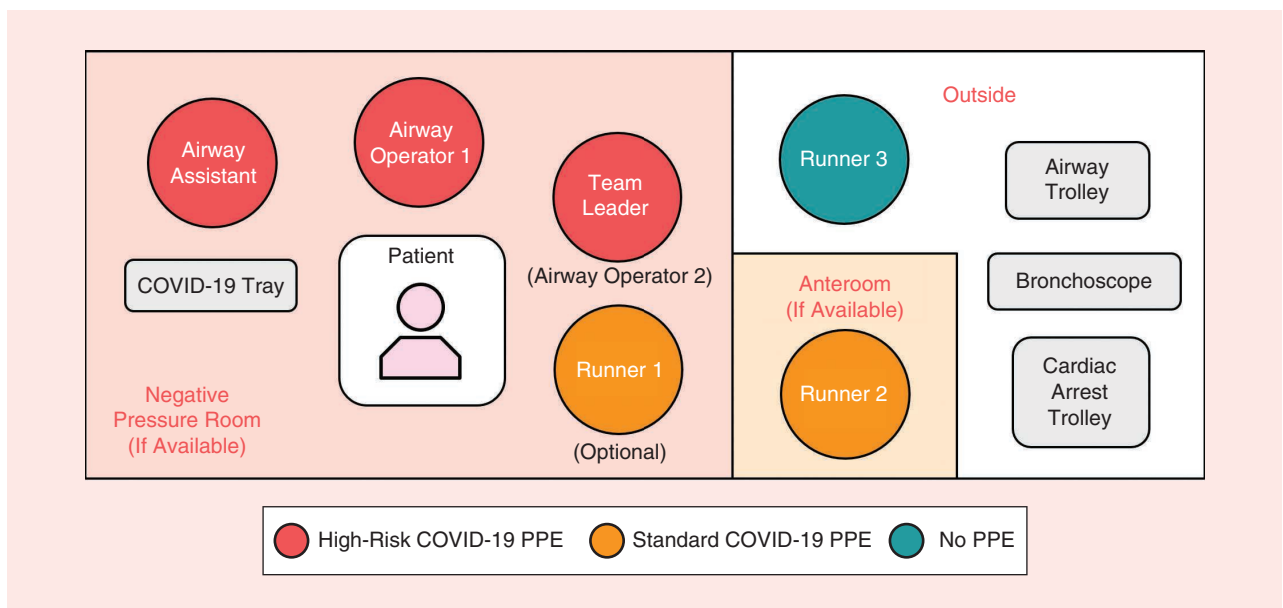 Airway
Assistant
Airway
Operator 1
Team
Leader
(Airway Operator 2)
COVID-19 Tray
Patient
Runner 1
(Optional)
Negative
Pressure Room
(If Available)
Outside
Runner 3
Airway
Trolley
Anteroom
(If Available)
Runner 2
Bronchoscope
Cardiac
Arrest
Trolley
High-Risk COVID-19 PPE
Standard COVID-19 PPE
No PPE